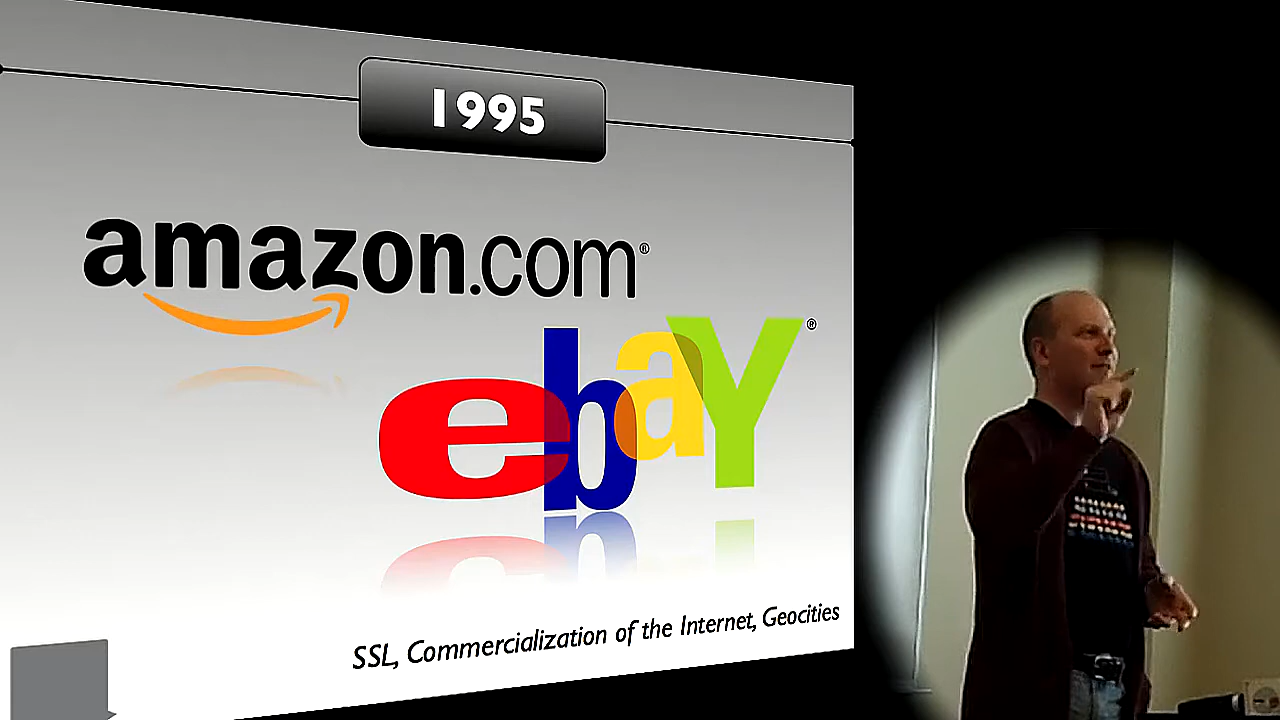 1995
amazon.com®
ebaY®
SSL, Commercialization of the Internet, Geocities